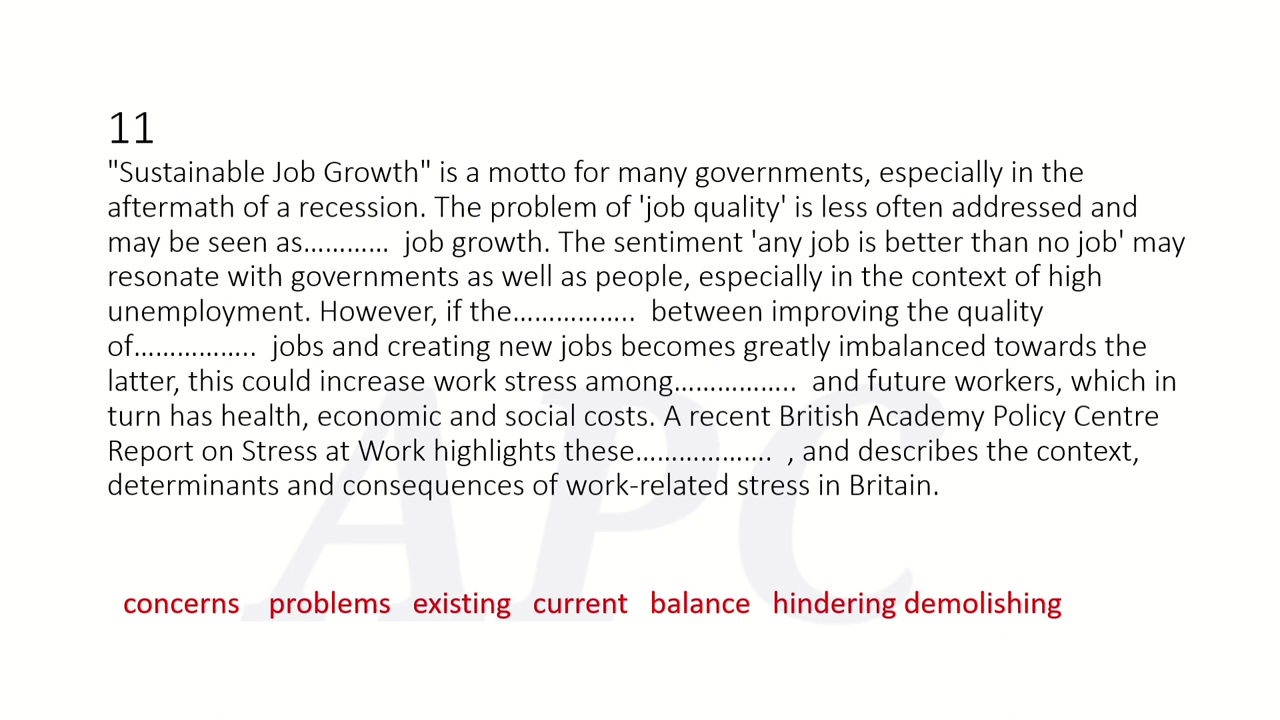 11
"Sustainable Job Growth" is a motto for many governments, especially in the
aftermath of a recession. The problem of 'job quality' is less often addressed and
may be seen as………… job growth. The sentiment 'any job is better than no job' may
resonate with governments as well as people, especially in the context of high
unemployment. However, if the…………….. between improving the quality
of…………….. jobs and creating new jobs becomes greatly imbalanced towards the
latter, this could increase work stress among…………….. and future workers, which in
turn has health, economic and social costs. A recent British Academy Policy Centre
Report on Stress at Work highlights these………………. , and describes the context,
determinants and consequences of work-related stress in Britain.
concerns problems existing current balance hindering demolishing
APC